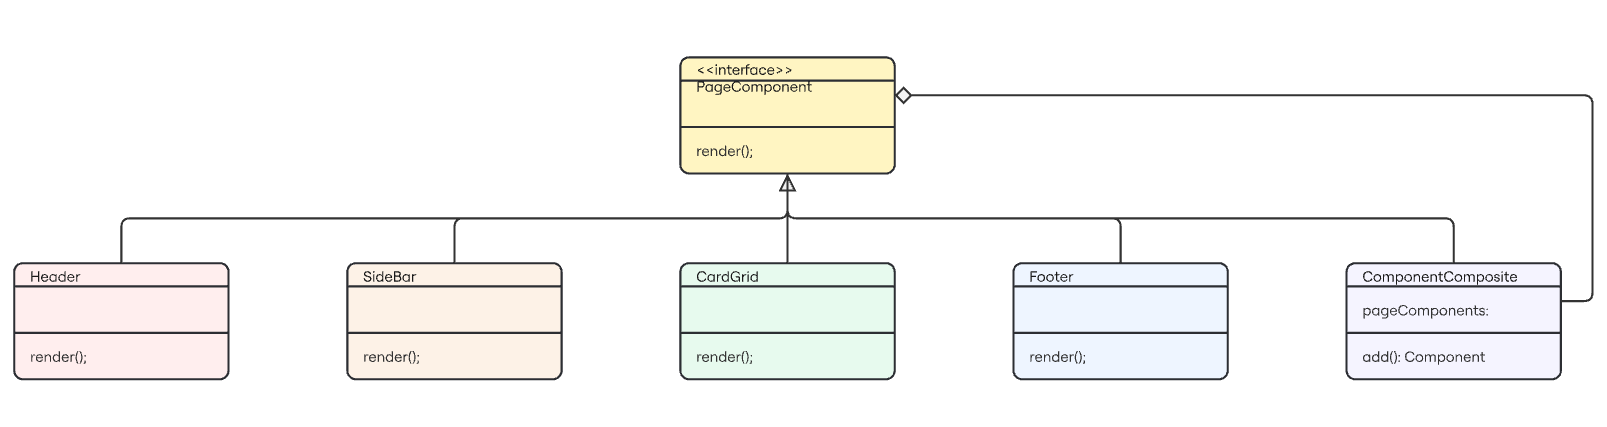 <<interface>>
PageComponent
render();
Header
render();
SideBar
render();
CardGrid
render();
Footer
render();
ComponentComposite
pageComponents:
add(): Component